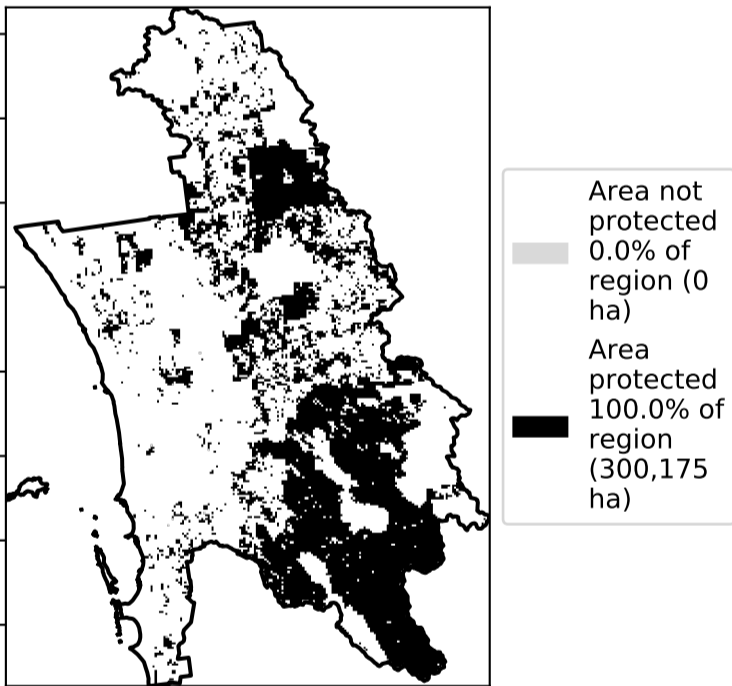 Area not
protected
0.0% of
region (0
ha)
Area
protected
100.0% of
region
(300,175
ha)